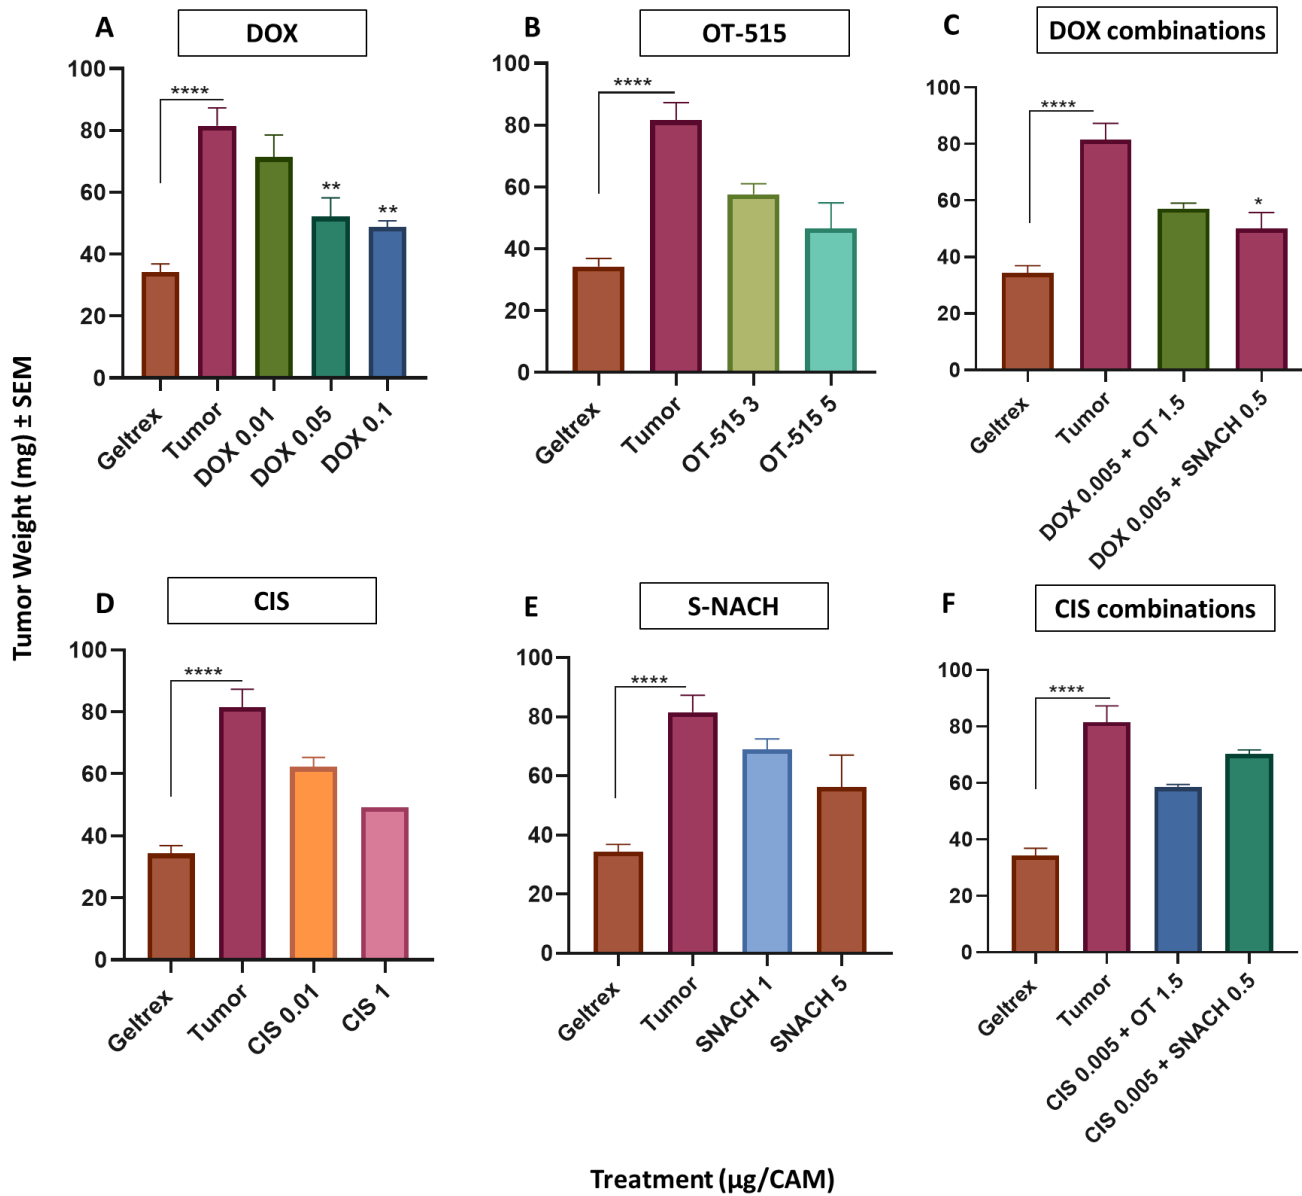 Tumor Weight (mg) ± SEM
A
DOX
100
80
60
40
20
0
****
**
**
Geltrex
Tumor
DOX 0.01
DOX 0.05
DOX 0.1
B
OT-515
100
80
60
40
20
0
****
Geltrex
Tumor
OT-515 3
OT-515 5
C
DOX combinations
100
80
60
40
20
0
****
*
Geltrex
Tumor
DOX 0.005 + OT 1.5
DOX 0.005 + SNACH 0.5
D
CIS
100
80
60
40
20
0
****
Geltrex
Tumor
CIS 0.01
CIS 1
E
S-NACH
100
80
60
40
20
0
****
Geltrex
Tumor
SNACH 1
SNACH 5
F
CIS combinations
100
80
60
40
20
0
****
Geltrex
Tumor
CIS 0.005 + OT 1.5
CIS 0.005 + SNACH 0.5
Treatment (µg/CAM)